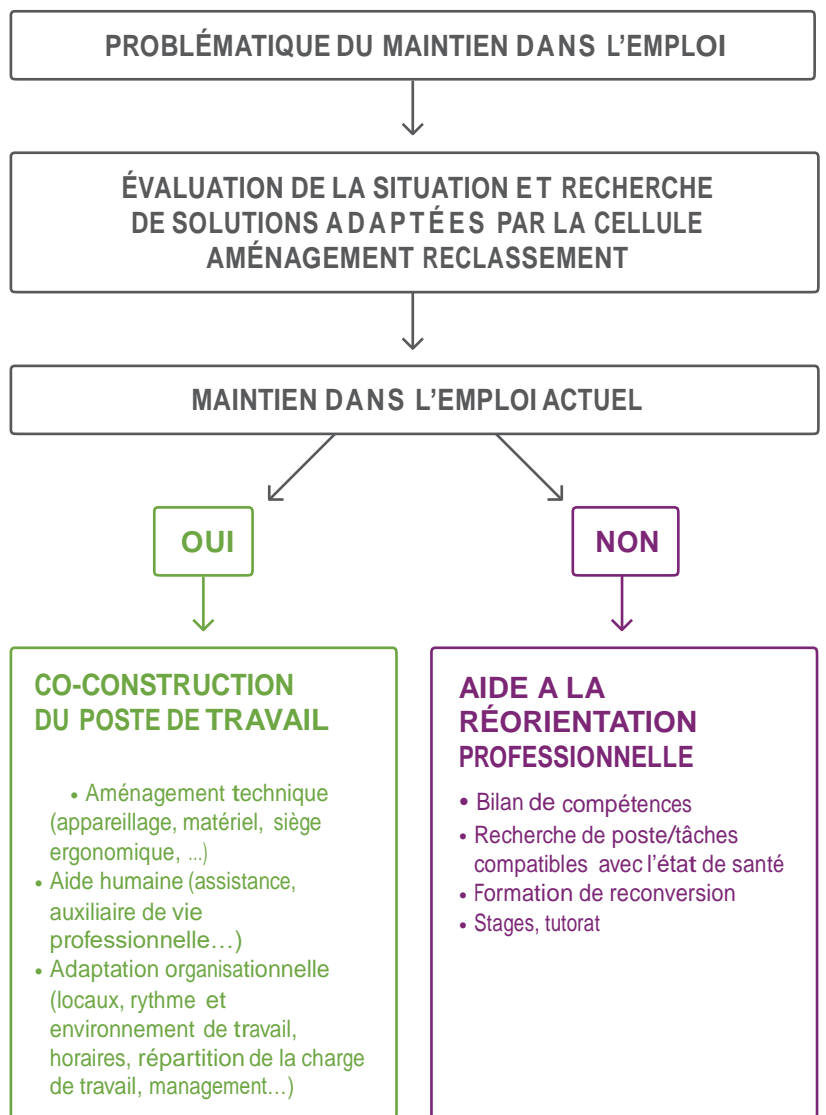 PROBLÉMATIQUE DU MAINTIEN DANS L’EMPLOI
ÉVALUATION DE LA SITUATION ET RECHERCHE
DE SOLUTIONS ADAPTÉES PAR LA CELLULE
AMÉNAGEMENT RECLASSEMENT
MAINTIEN DANS L’EMPLOI ACTUEL
OUI
NON
CO-CONSTRUCTION
DU POSTE DE TRAVAIL
• Aménagement technique
(appareillage, matériel, siège
ergonomique, ...)
• Aide humaine (assistance,
auxiliaire de vie
professionnelle…)
• Adaptation organisationnelle
(locaux, rythme et
environnement de travail,
horaires, répartition de la charge
de travail, management…)
AIDE A LA
RÉORIENTATION
PROFESSIONNELLE
• Bilan de compétences
• Recherche de poste/tâches
compatibles avec l’état de santé
• Formation de reconversion
• Stages, tutorat